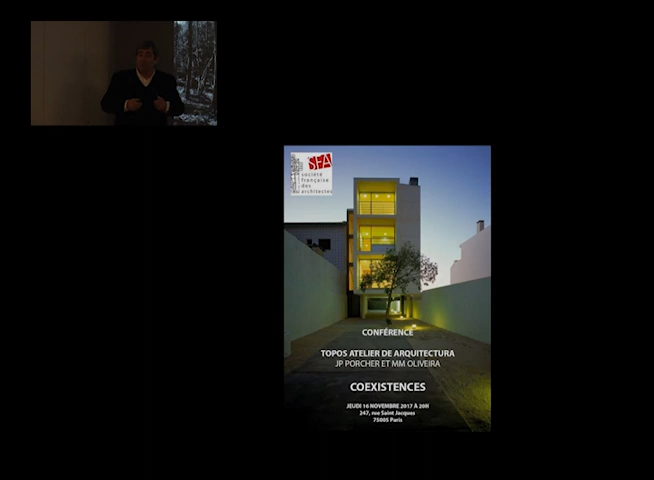 SFA
société
française
des
architectes
CONFÉRENCE
TOPOS ATELIER DE ARQUITECTURA
JP PORCHER ET MM OLIVEIRA
COEXISTENCES
JEUDI 16 NOVEMBRE 2017 À 20H
247, rue Saint Jacques
75005 Paris